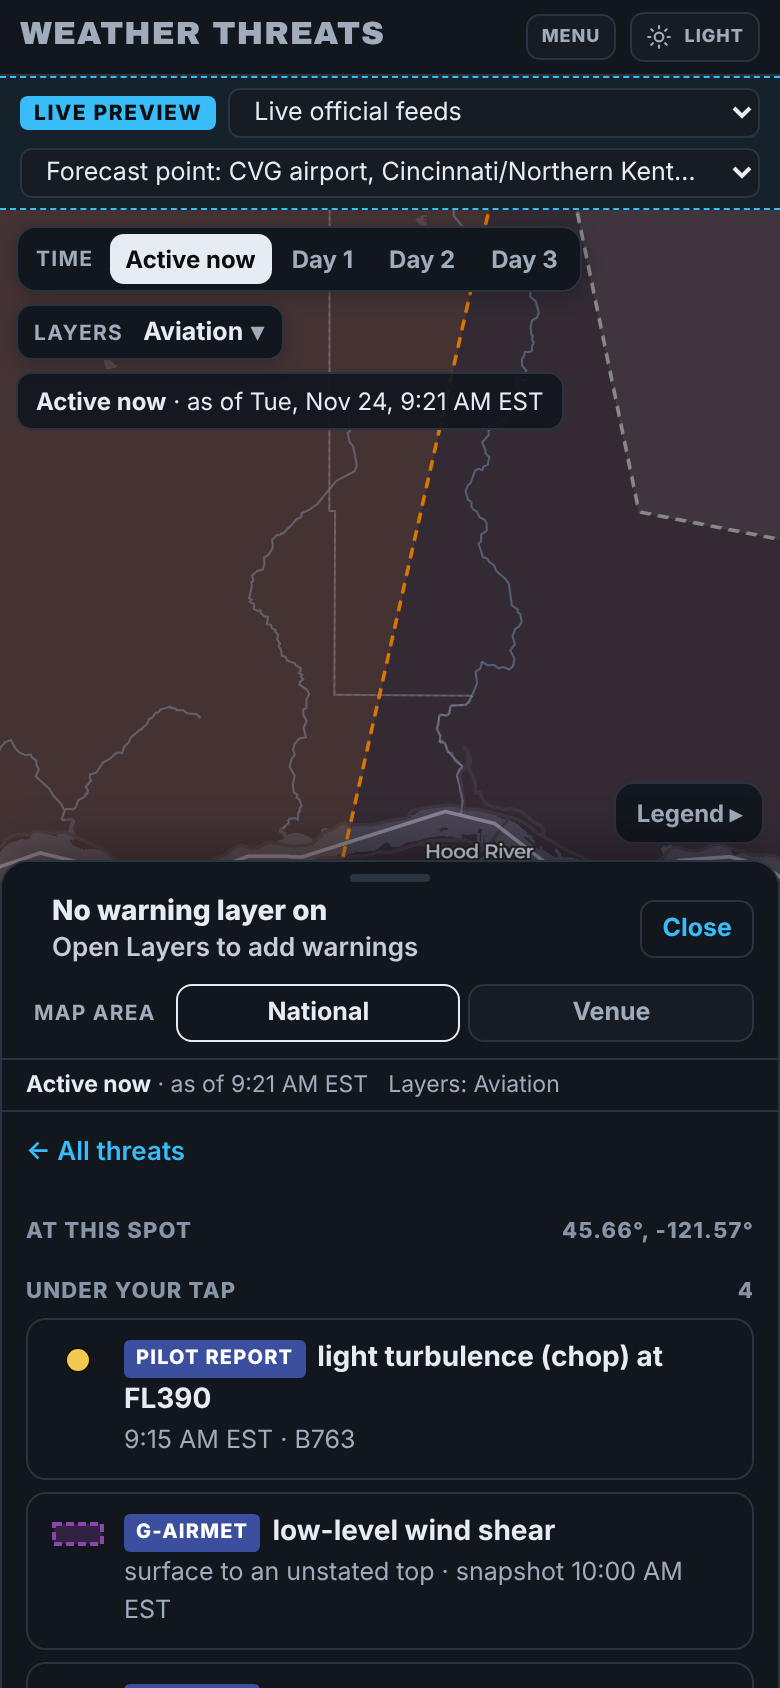 WEATHER THREATS
MENU
LIGHT
LIVE PREVIEW
Live official feeds
Forecast point: CVG airport, Cincinnati/Northern Kent...
TIME
Active now
Day 1
Day 2
Day 3
LAYERS
Aviation ▾
Active now · as of Tue, Nov 24, 9:21 AM EST
Legend ▸
Hood River
No warning layer on
Open Layers to add warnings
Close
MAP AREA
National
Venue
Active now · as of 9:21 AM EST Layers: Aviation
← All threats
AT THIS SPOT
45.66°, -121.57°
UNDER YOUR TAP
4
PILOT REPORT light turbulence (chop) at
FL390
9:15 AM EST · B763
G-AIRMET low-level wind shear
surface to an unstated top · snapshot 10:00 AM
EST